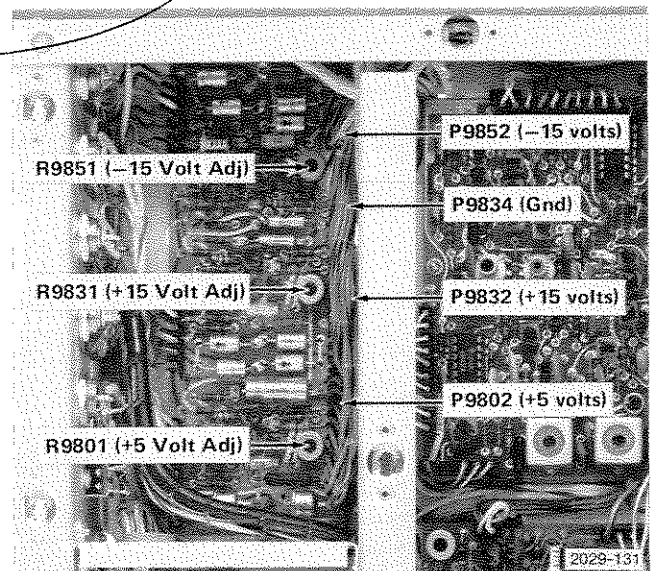 P9852 (−15 volts)
R9851 (−15 Volt Adj)
P9834 (Gnd)
R9831 (+15 Volt Adj)
P9832 (+15 volts)
P9802 (+5 volts)
R9801 (+5 Volt Adj)
2029-131